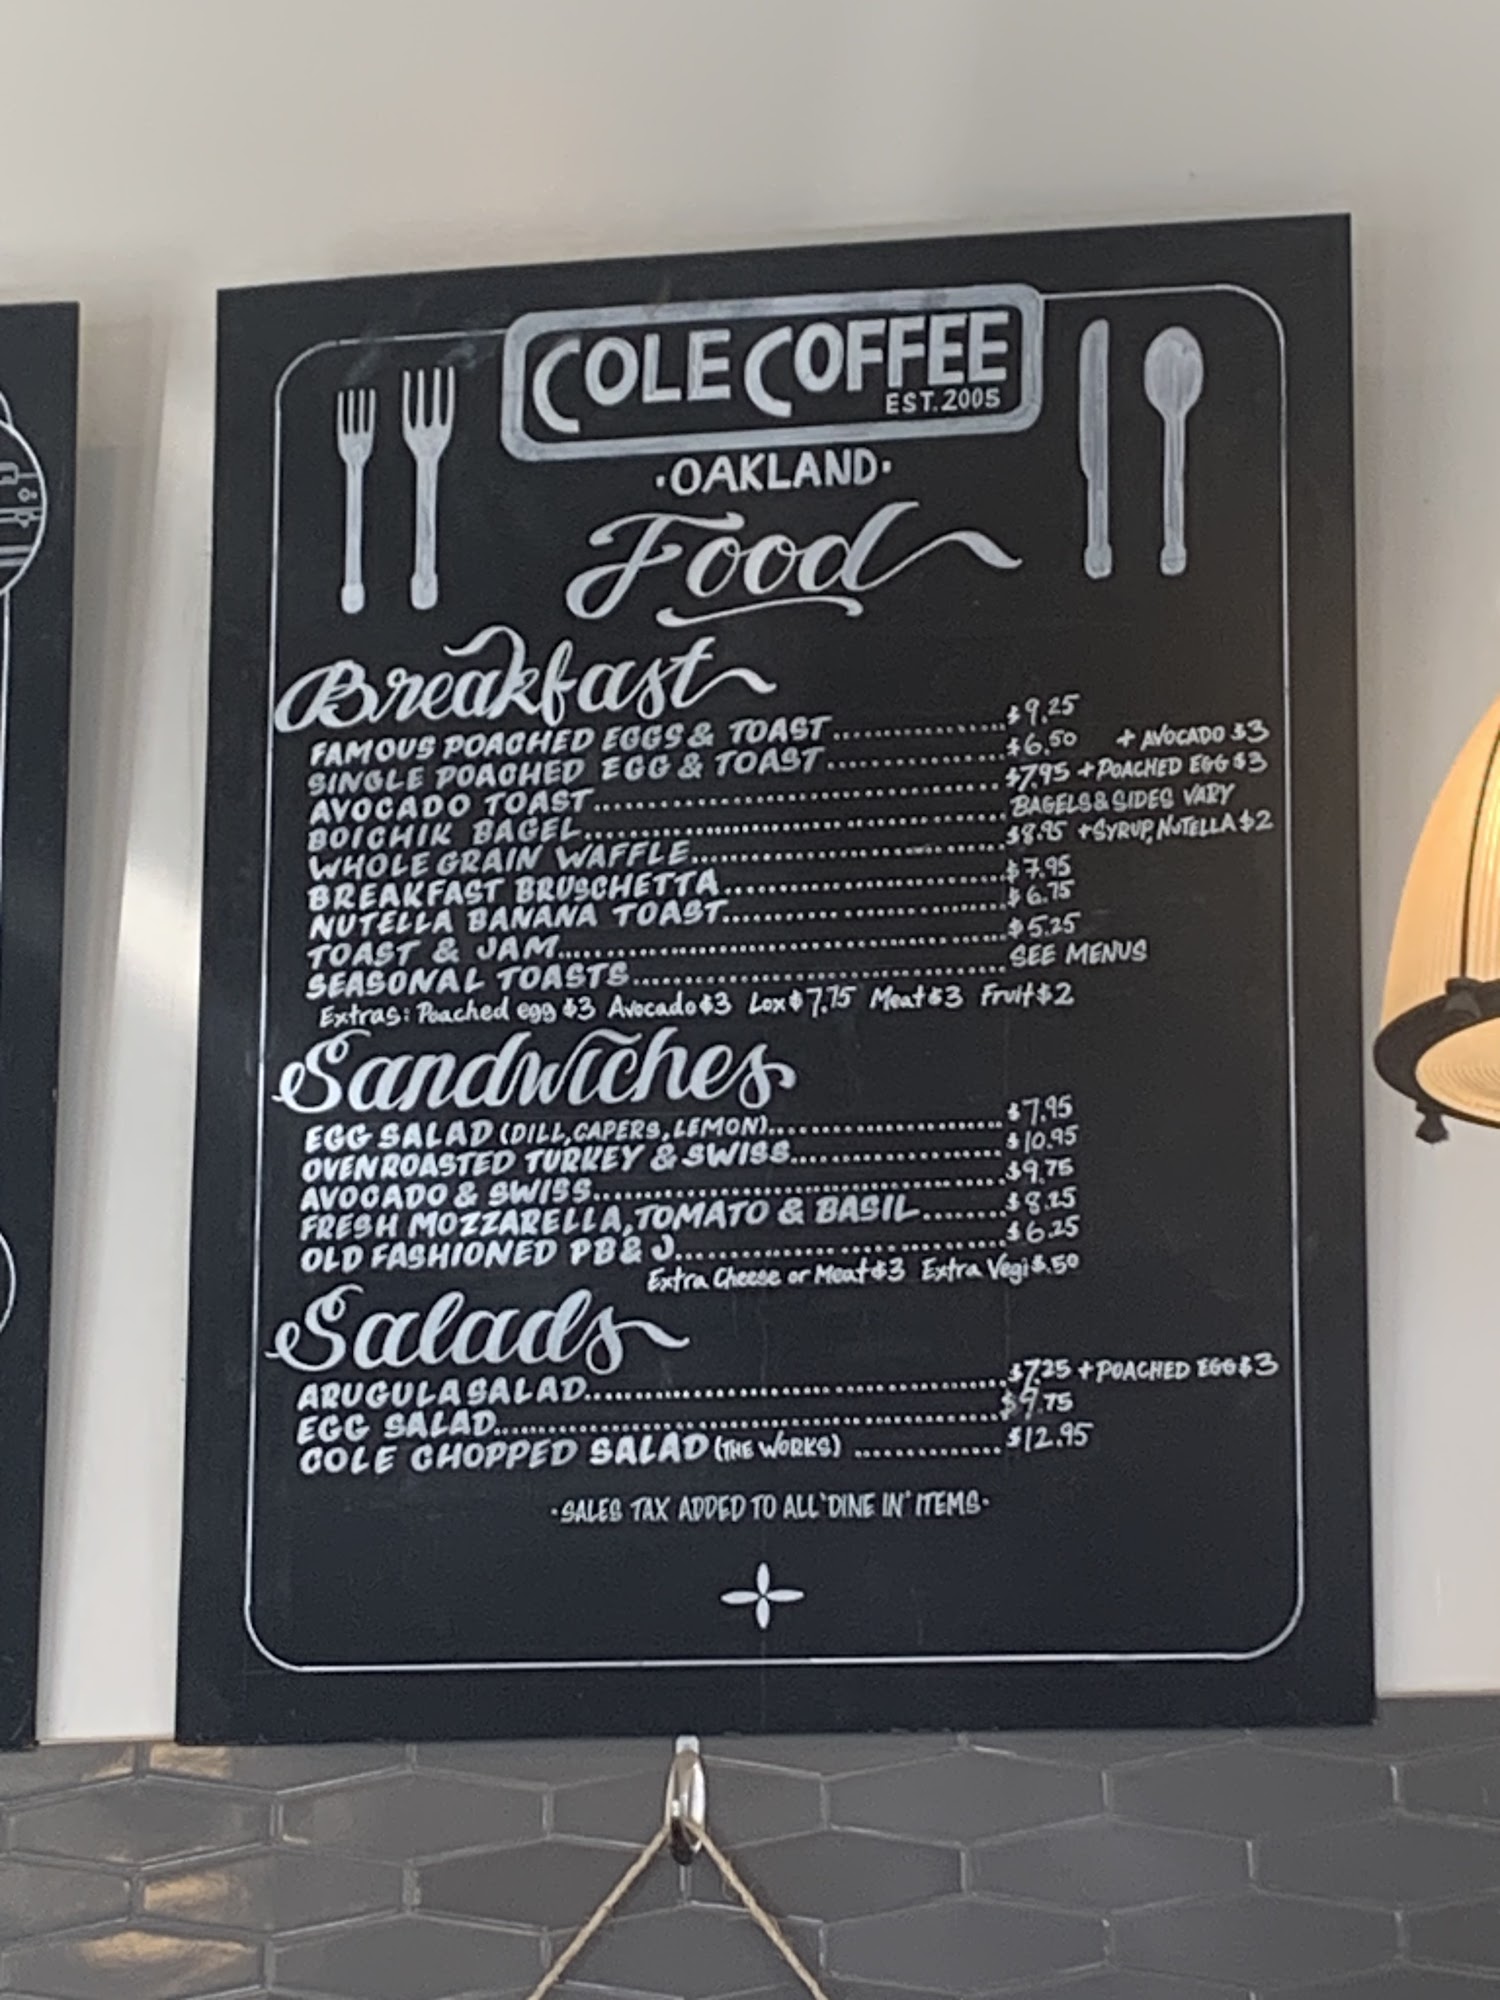 COLE COFFEE
EST. 2005
·OAKLAND·
Food
Breakfast
FAMOUS POACHED EGGS & TOAST $9.25
SINGLE POACHED EGG & TOAST $6.50 + AVOCADO $3
AVOCADO TOAST $7.95 + POACHED EGG $3
BOICHIK BAGEL BAGELS & SIDES VARY
WHOLE GRAIN WAFFLE $8.95 + SYRUP, NUTELLA $2
BREAKFAST BRUSCHETTA $7.95
NUTELLA BANANA TOAST $6.75
TOAST & JAM $5.25
SEASONAL TOASTS SEE MENUS
Extras: Poached egg $3 Avocado $3 Lox $7.75 Meat $3 Fruit $2
Sandwiches
EGG SALAD (DILL, CAPERS, LEMON) $7.95
OVENROASTED TURKEY & SWISS $10.95
AVOCADO & SWISS $9.75
FRESH MOZZARELLA, TOMATO & BASIL $8.25
OLD FASHIONED PB & J $6.25
Extra Cheese or Meat $3 Extra Vegi $.50
Salads
ARUGULA SALAD $7.25 + POACHED EGG $3
EGG SALAD $9.75
COLE CHOPPED SALAD (THE WORKS) $12.95
·SALES TAX ADDED TO ALL "DINE IN" ITEMS·